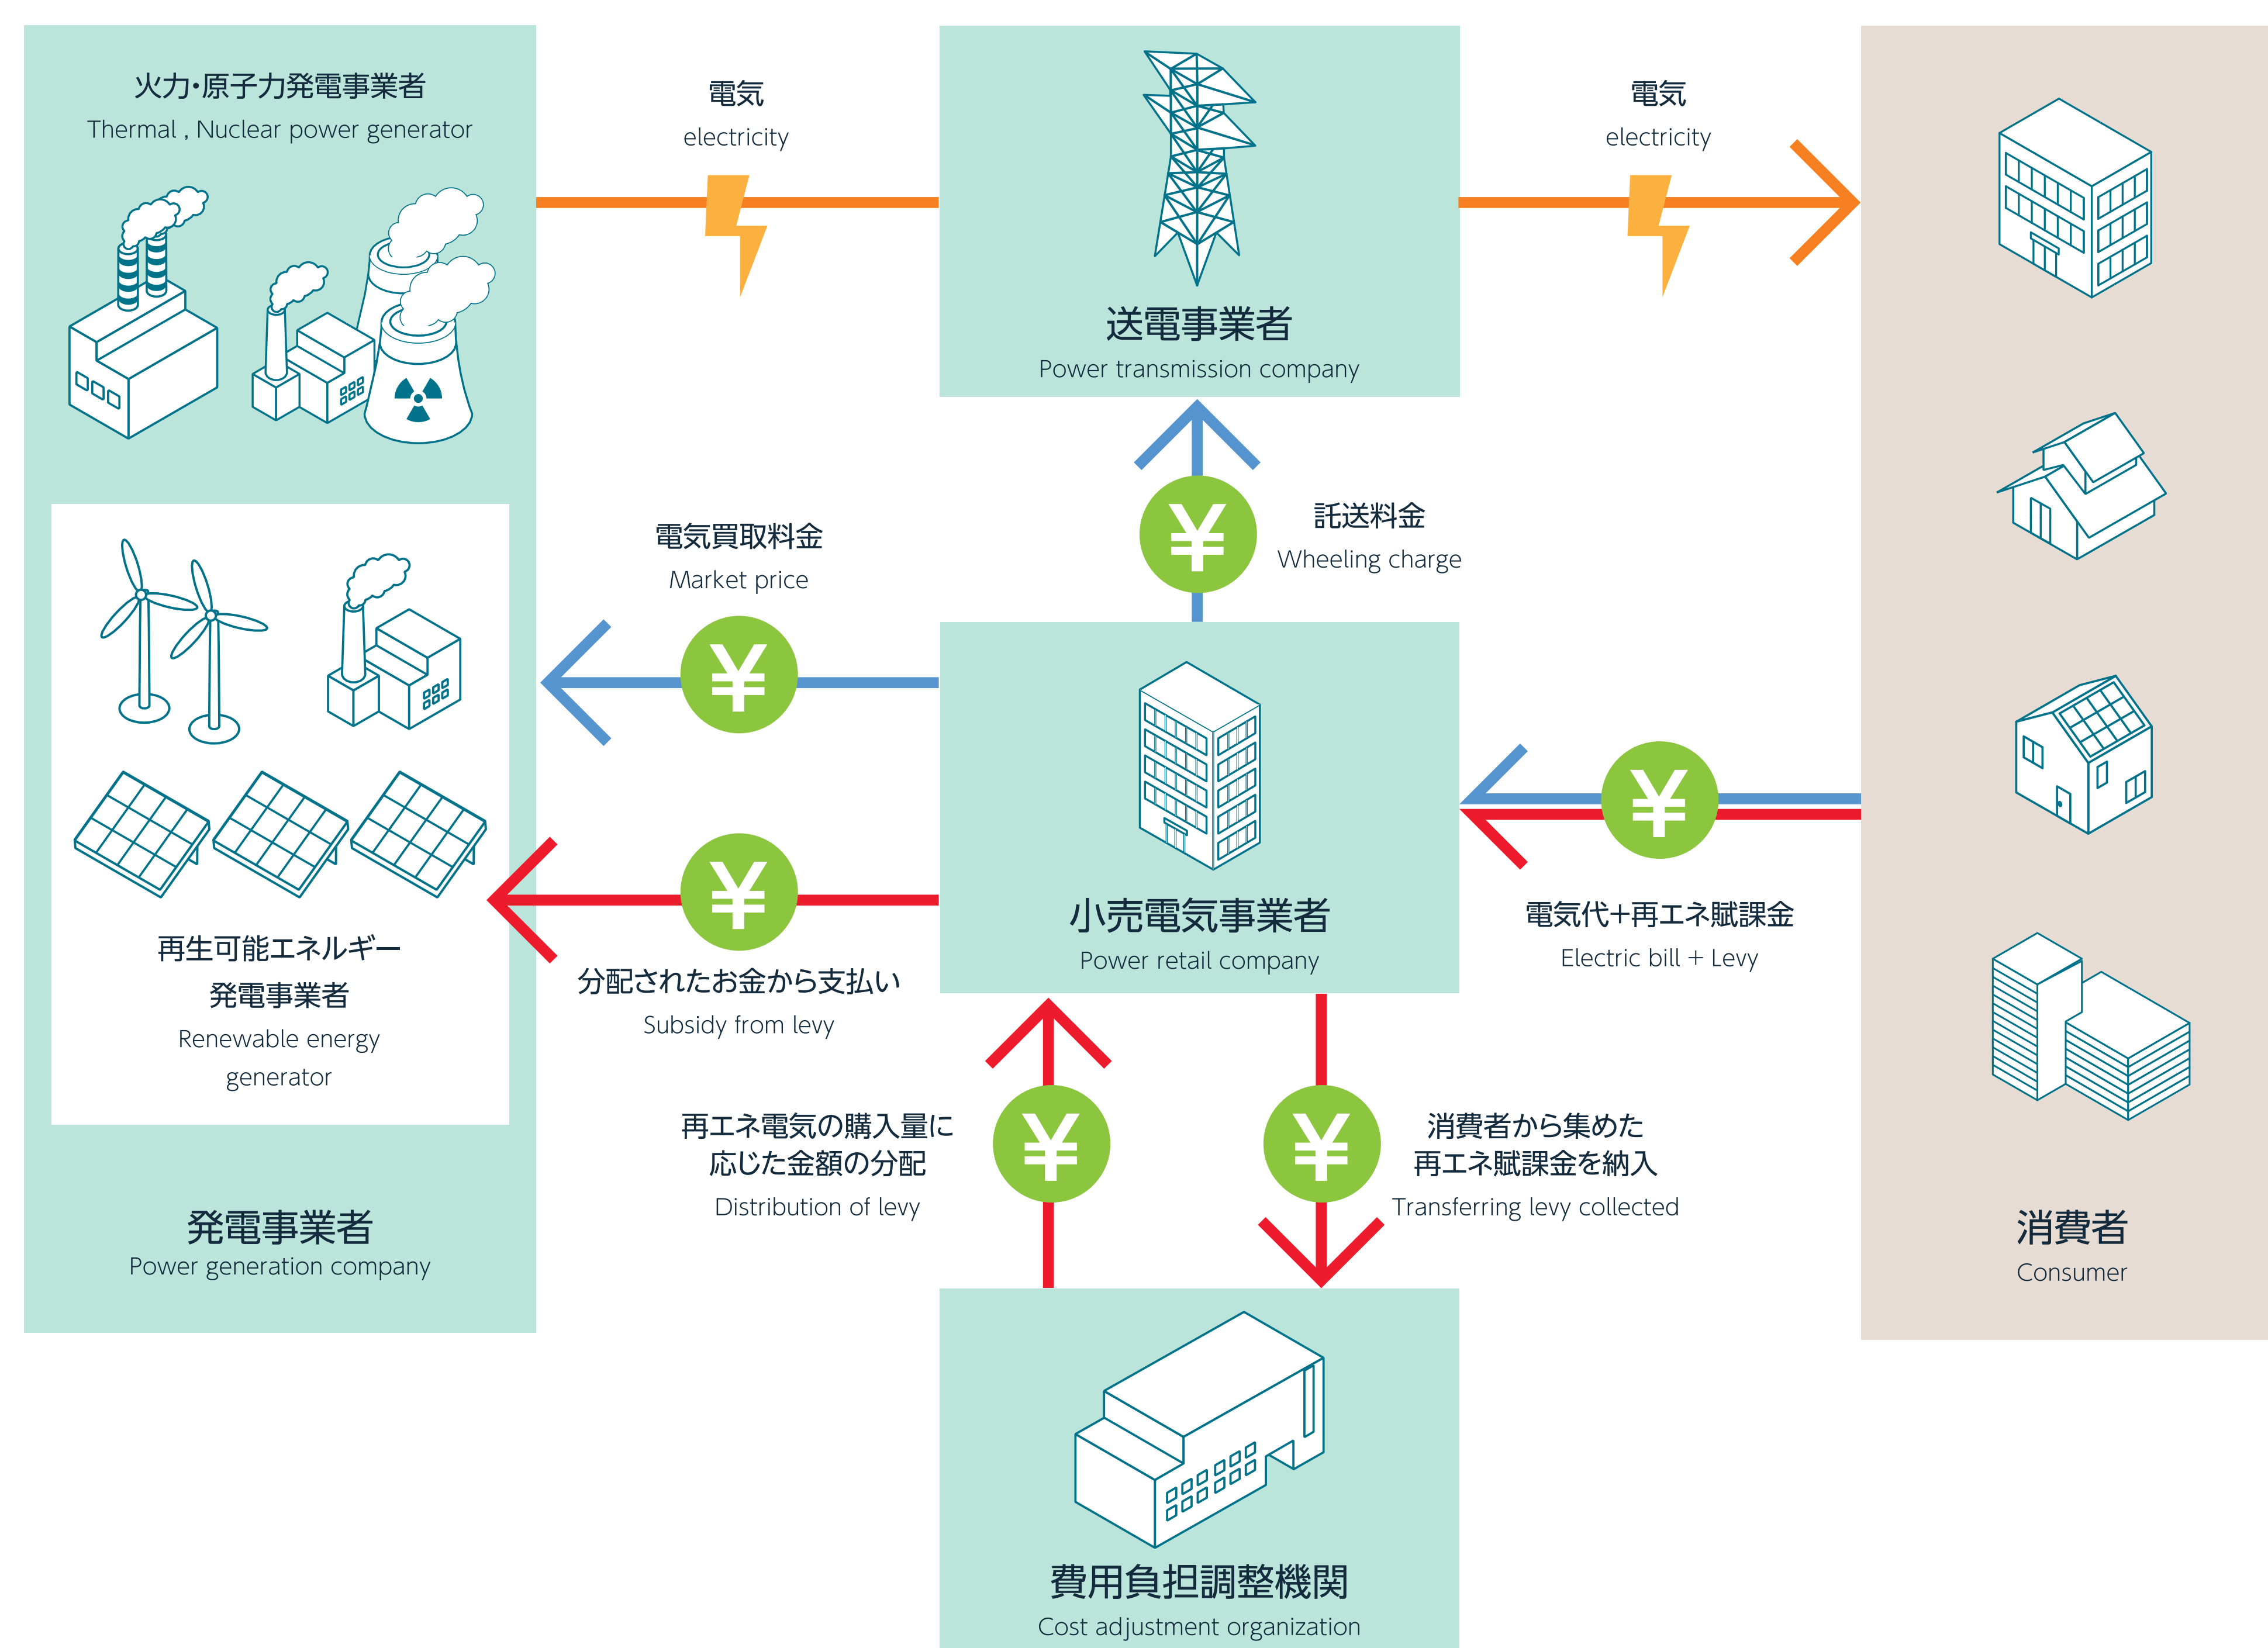 火力・原子力発電事業者
Thermal , Nuclear power generator
電気
electricity
送電事業者
Power transmission company
電気
electricity
電気買取料金
Market price
¥
¥
託送料金
Wheeling charge
再生可能エネルギー
発電事業者
Renewable energy
generator
¥
分配されたお金から支払い
Subsidy from levy
小売電気事業者
Power retail company
¥
電気代+再エネ賦課金
Electric bill + Levy
発電事業者
Power generation company
再エネ電気の購入量に
応じた金額の分配
Distribution of levy
¥
¥
消費者から集めた
再エネ賦課金を納入
Transferring levy collected
消費者
Consumer
費用負担調整機関
Cost adjustment organization